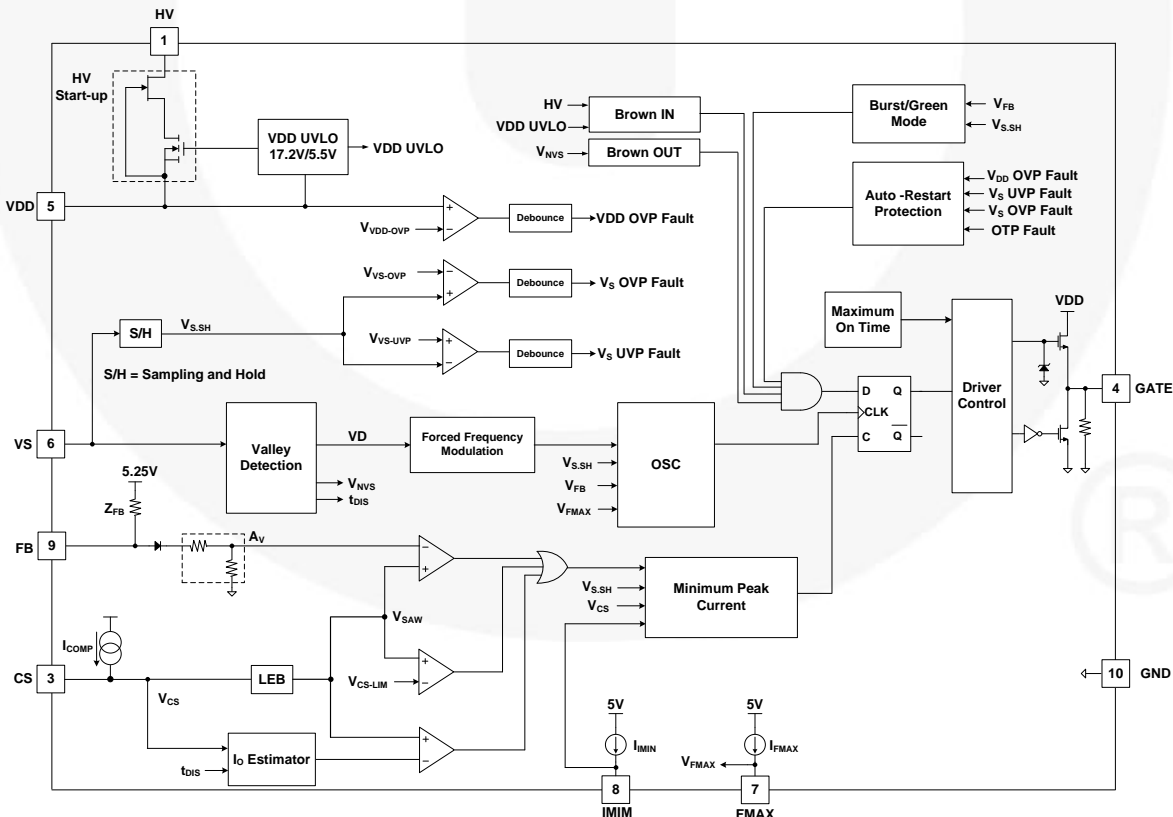 HV
1
HV
Start-up
VDD UVLO
17.2V/5.5V
VDD UVLO
HV
VDD UVLO
Brown IN
VNVS
Brown OUT
Burst/Green
Mode
VFB
VS.SH
VDD
5
VVDD-OVP
+
−
Debounce
VDD OVP Fault
Auto -Restart
Protection
VDD OVP Fault
VS UVP Fault
VS OVP Fault
OTP Fault
VVS-OVP
−
+
Debounce
VS OVP Fault
S/H
VS.SH
VVS-UVP
+
−
Debounce
VS UVP Fault
S/H = Sampling and Hold
Maximum
On Time
VDD
Driver
Control
4
GATE
D
Q
CLK
C
Q
VS
6
Valley
Detection
VD
VNVS
tDIS
Forced Frequency
Modulation
VS.SH
VFB
VFMAX
OSC
5.25V
ZFB
FB
9
AV
−
+
VS.SH
VCS
Minimum Peak
Current
®
ICOMP
VSAW
CS
3
VCS
LEB
VCS-LIM
+
−
10
GND
tDIS
IO Estimator
+
−
5V
IIMIN
8
IMIM
5V
IFMAX
VFMAX
7
FMAX